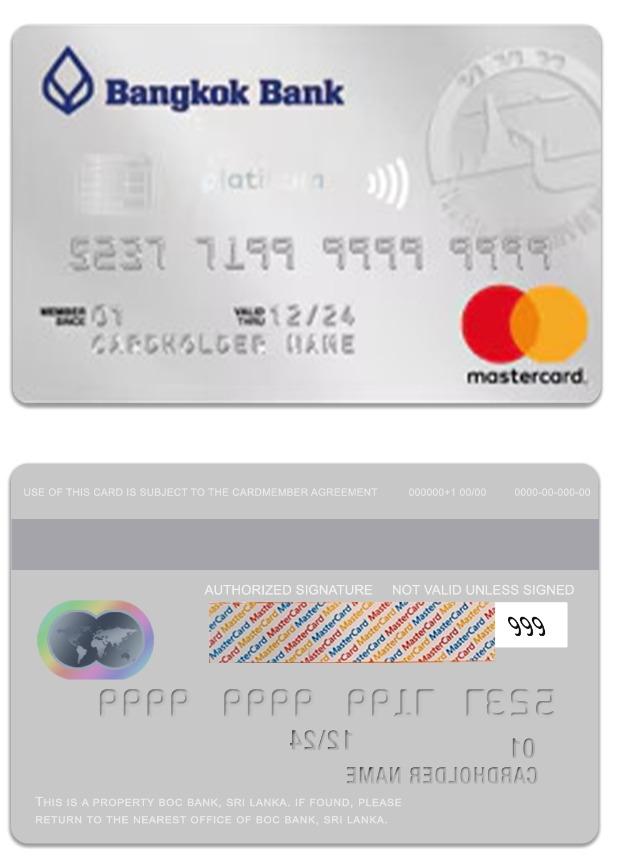 Bangkok Bank
platinum
5237 7199 9999 9999
MEMBER SINCE 01 VALID THRU 12/24
CARDHOLDER NAME
mastercard.
USE OF THIS CARD IS SUBJECT TO THE CARDMEMBER AGREEMENT 000000+1 00/00 0000-00-000-00
AUTHORIZED SIGNATURE NOT VALID UNLESS SIGNED
MasterCard MasterCard MasterCard
999
5237 7199 9999 9999
01 12/24
CARDHOLDER NAME
THIS IS A PROPERTY BOC BANK, SRI LANKA. IF FOUND, PLEASE
RETURN TO THE NEAREST OFFICE OF BOC BANK, SRI LANKA.